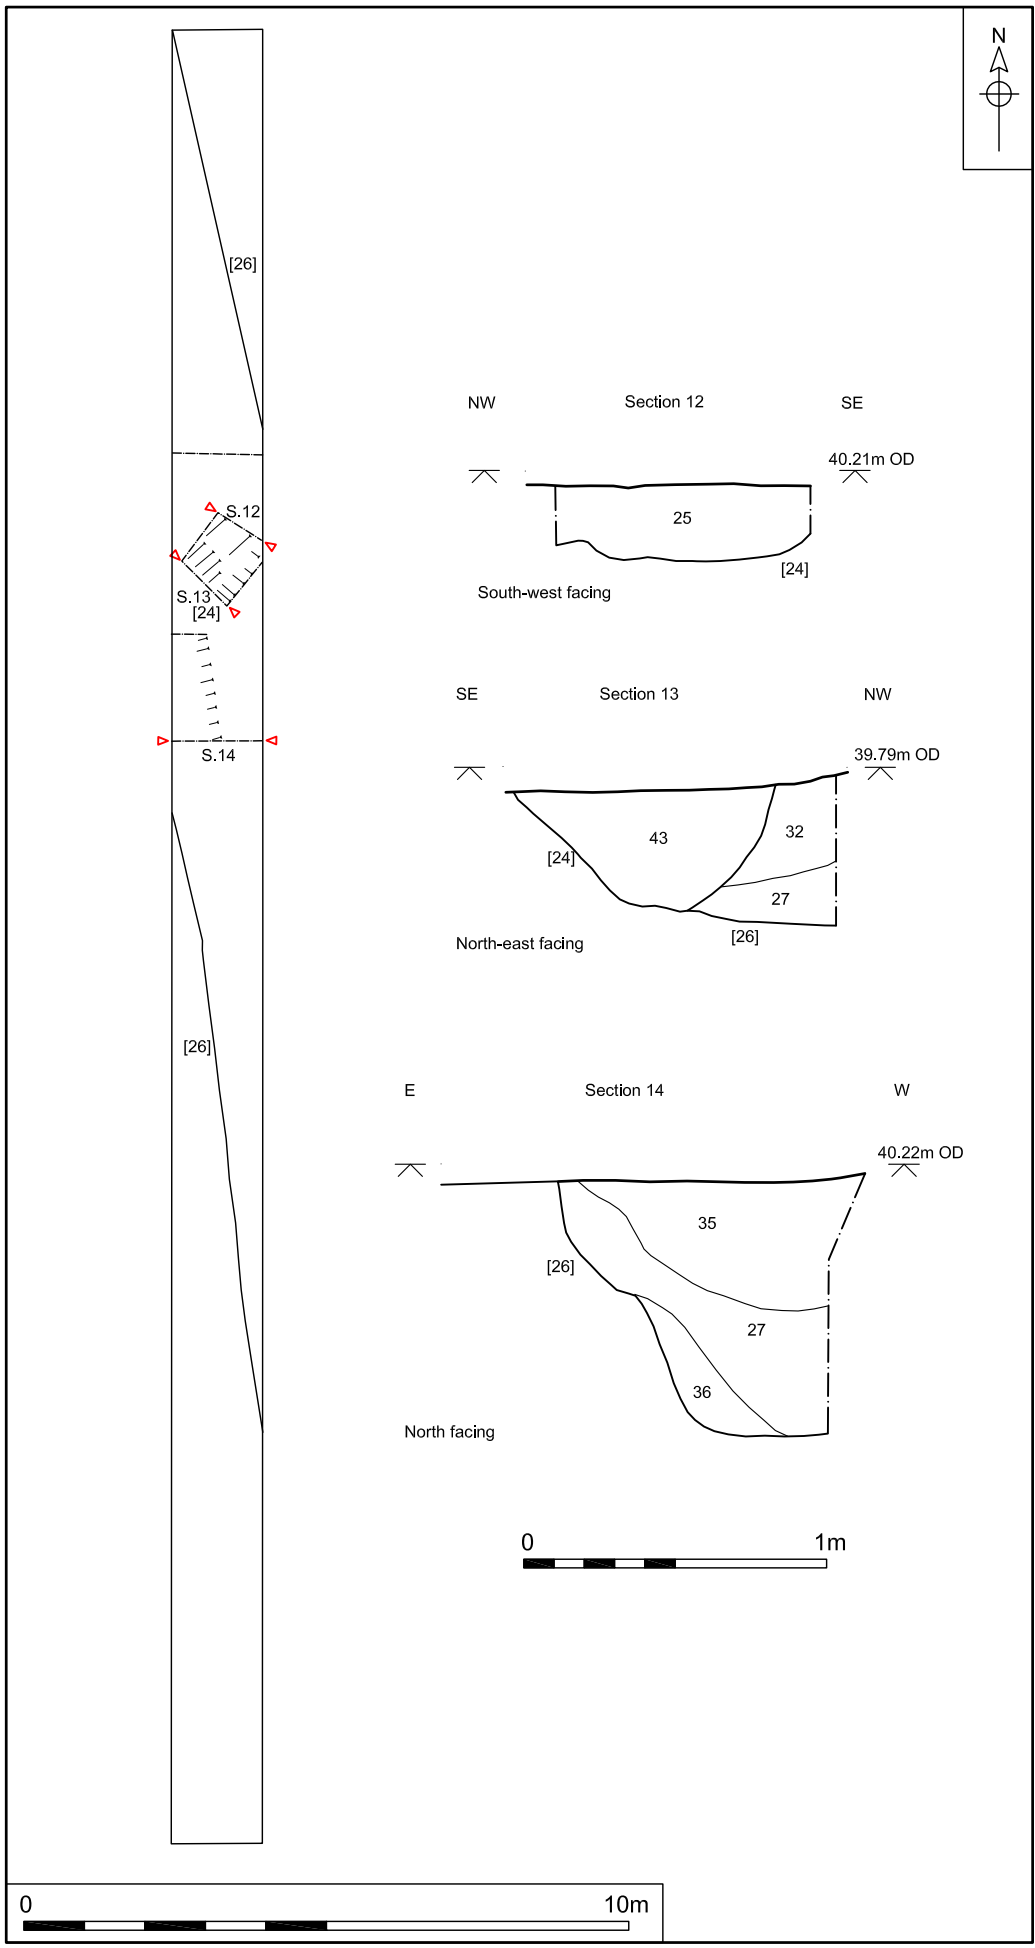 N
[26]
NW Section 12 SE
40.21m OD
S.12
25
[24]
South-west facing
S.13
[24]
SE Section 13 NW
39.79m OD
S.14
43
32
[24]
27
[26]
North-east facing
[26]
E Section 14 W
40.22m OD
35
[26]
27
36
North facing
0 1m
0 10m